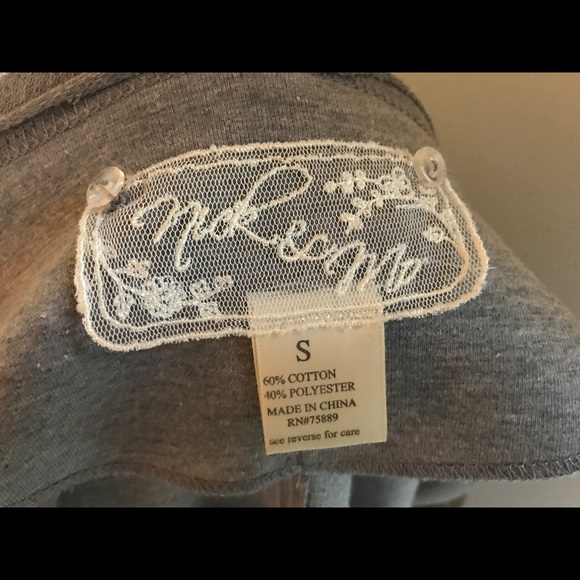 Nick & Mo
S
60% COTTON
40% POLYESTER
MADE IN CHINA
RN#75889
see reverse for care